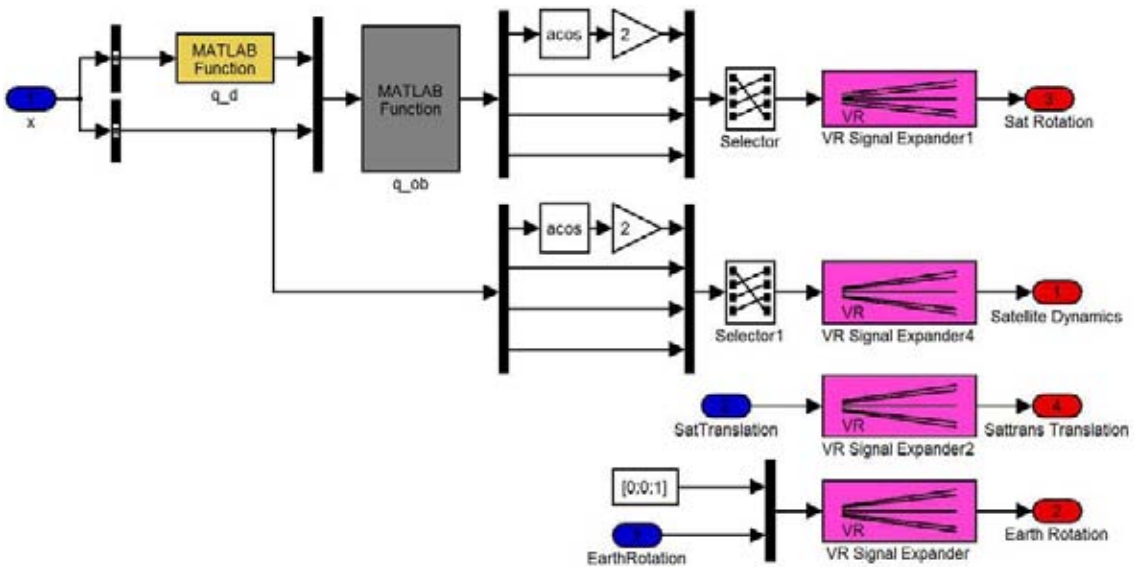 MATLAB
Function
q_d
x
MATLAB
Function
q_ob
acos
2
Selector
VR
VR Signal Expander1
3
Sat Rotation
acos
2
Selector1
VR
VR Signal Expander4
1
Satellite Dynamics
SatTranslation
VR
VR Signal Expander2
4
Sattrans Translation
[0;0;1]
EarthRotation
VR
VR Signal Expander
2
Earth Rotation